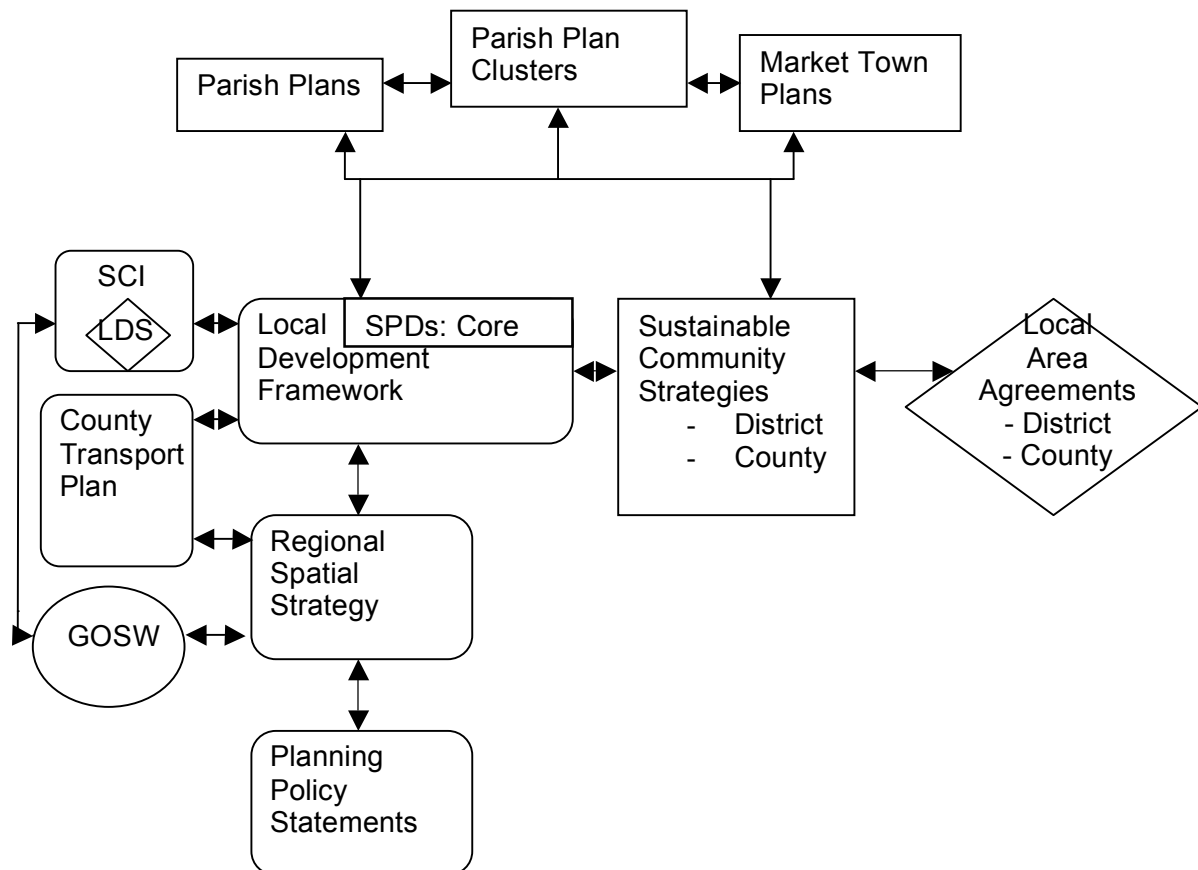 Parish Plans
Parish Plan
Clusters
Market Town
Plans
SCI
LDS
Local
Development
Framework
SPDs: Core
Sustainable
Community
Strategies
- District
- County
Local
Area
Agreements
- District
- County
County
Transport
Plan
Regional
Spatial
Strategy
GOSW
Planning
Policy
Statements